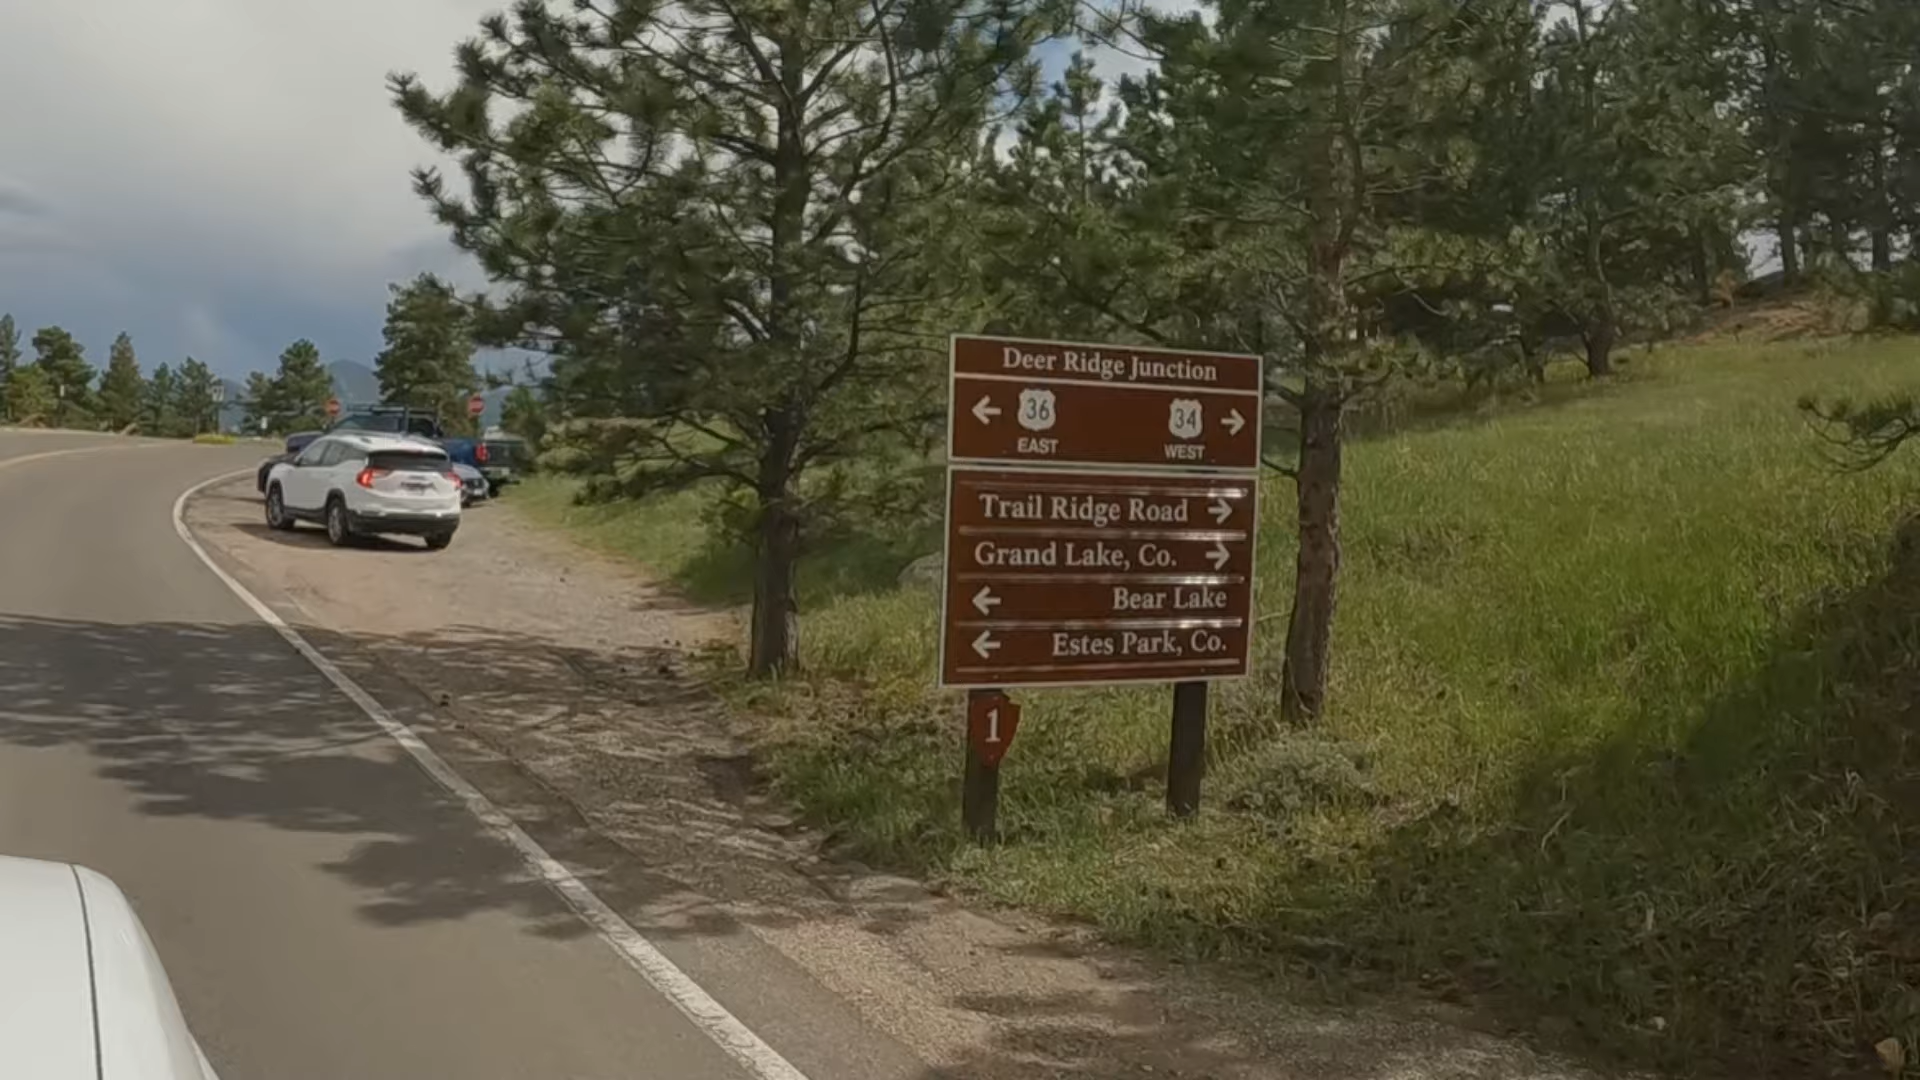 Deer Ridge Junction
← 36 34 →
EAST WEST
Trail Ridge Road →
Grand Lake, Co. →
← Bear Lake
← Estes Park, Co.
1